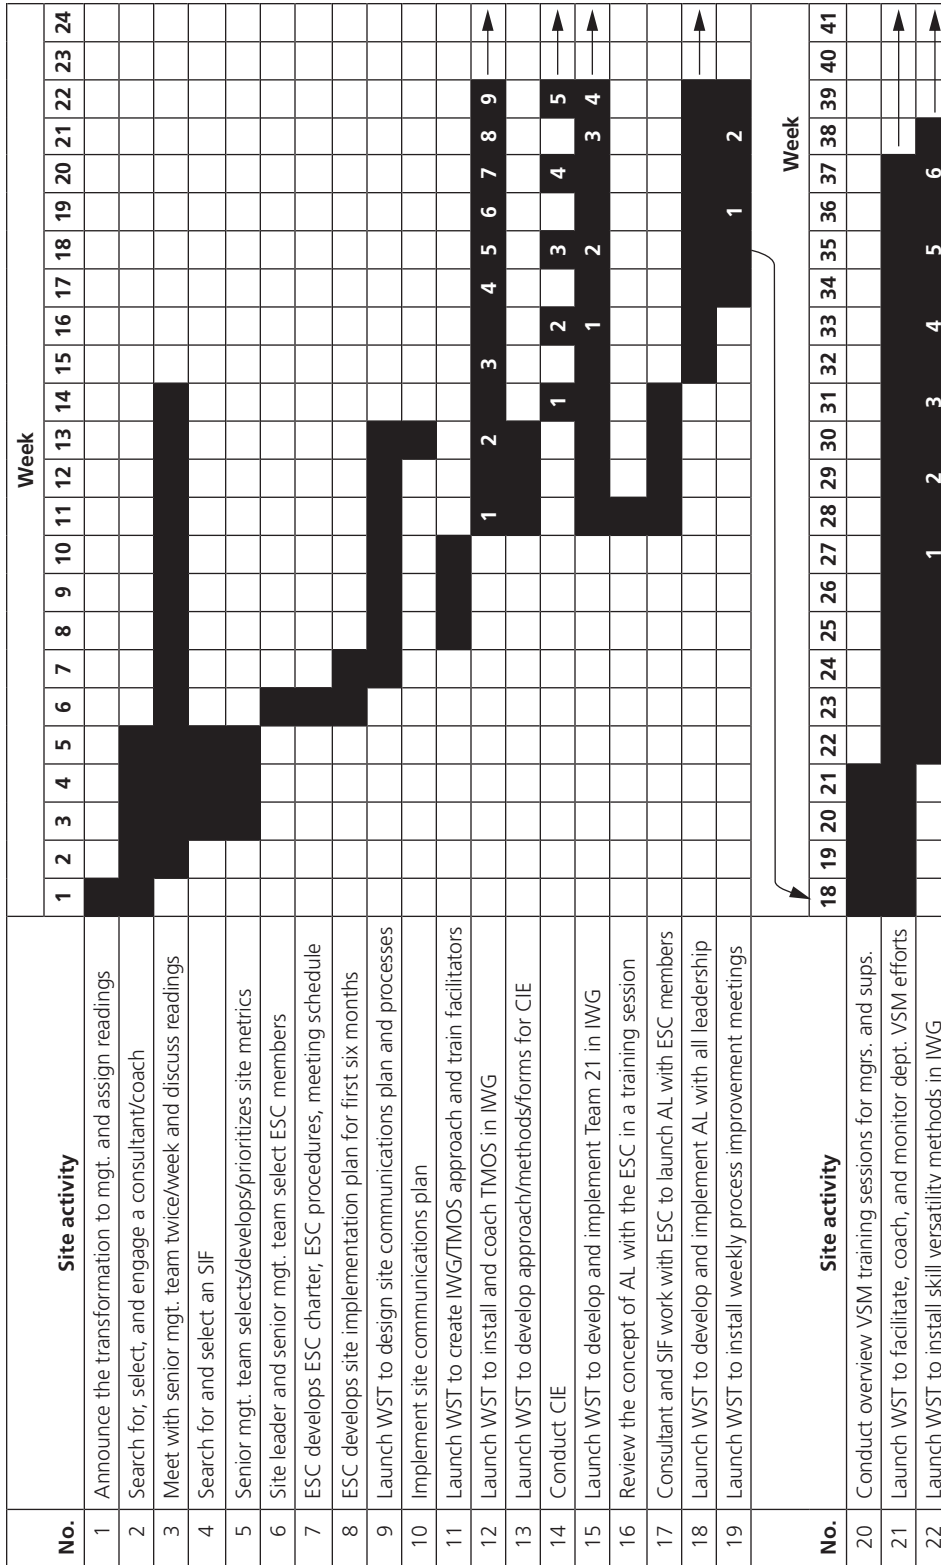 Week
No. Site activity 1 2 3 4 5 6 7 8 9 10 11 12 13 14 15 16 17 18 19 20 21 22 23 24
1 Announce the transformation to mgt. and assign readings
2 Search for, select, and engage a consultant/coach
3 Meet with senior mgt. team twice/week and discuss readings
4 Search for and select an SIF
5 Senior mgt. team selects/develops/prioritizes site metrics
6 Site leader and senior mgt. team select ESC members
7 ESC develops ESC charter, ESC procedures, meeting schedule
8 ESC develops site implementation plan for first six months
9 Launch WST to design site communications plan and processes
10 Implement site communications plan
11 Launch WST to create IWG/TMOS approach and train facilitators
12 Launch WST to install and coach TMOS in IWG 1 2 3 4 5 6 7 8 9
13 Launch WST to develop approach/methods/forms for CIE
14 Conduct CIE 1 2 3 4 5
15 Launch WST to develop and implement Team 21 in IWG 1 2 3 4
16 Review the concept of AL with the ESC in a training session
17 Consultant and SIF work with ESC to launch AL with ESC members
18 Launch WST to develop and implement AL with all leadership
19 Launch WST to install weekly process improvement meetings 1 2
Week
No. Site activity 18 19 20 21 22 23 24 25 26 27 28 29 30 31 32 33 34 35 36 37 38 39 40 41
20 Conduct overview VSM training sessions for mgrs. and sups.
21 Launch WST to facilitate, coach, and monitor dept. VSM efforts
22 Launch WST to install skill versatility methods in IWG 1 2 3 4 5 6